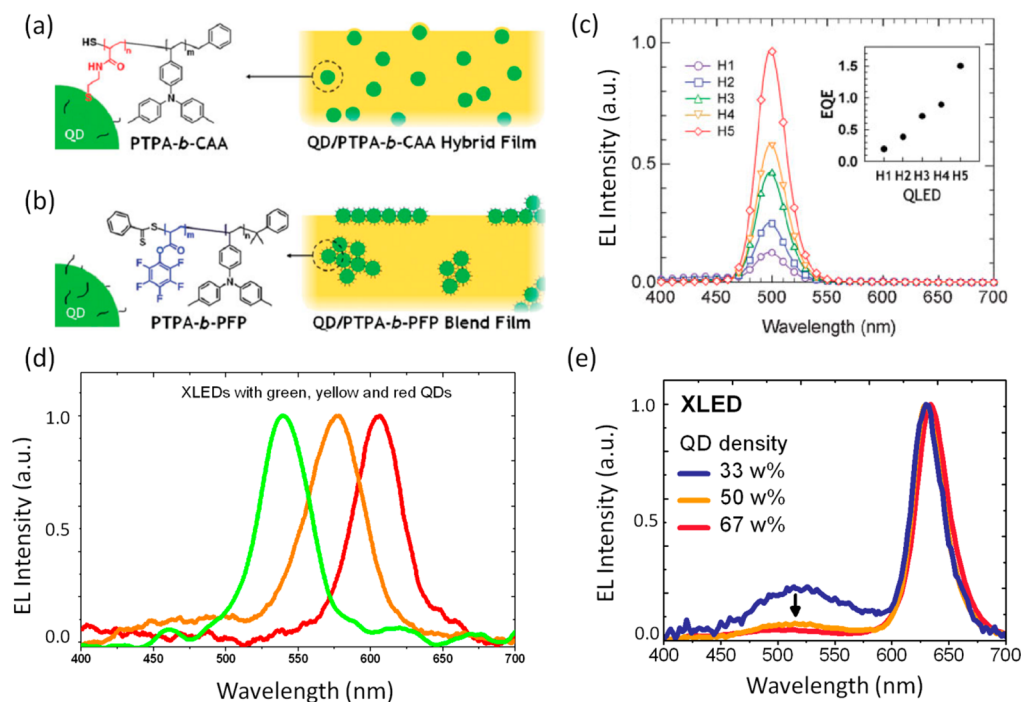 (a)
HS
n
m
HN
O
S
QD
N
PTPA-b-CAA
QD/PTPA-b-CAA Hybrid Film
(b)
S
S
m
n
O
O
F
F
F
F
F
N
QD
PTPA-b-PFP
QD/PTPA-b-PFP Blend Film
(c)
EL Intensity (a.u.)
1.0
0.5
0.0
H1
H2
H3
H4
H5
EQE
1.5
1.0
0.5
0.0
H1 H2 H3 H4 H5
QLED
400 450 500 550 600 650 700
Wavelength (nm)
(d)
XLEDs with green, yellow and red QDs
EL Intensity (a.u.)
1.0
0.5
0.0
400 450 500 550 600 650 700
Wavelength (nm)
(e)
XLED
QD density
33 w%
50 w%
67 w%
EL Intensity (a.u.)
1.0
0.5
0.0
400 450 500 550 600 650 700
Wavelength (nm)